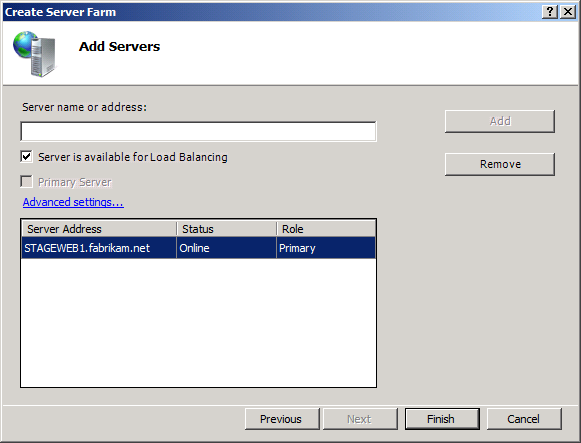 Create Server Farm
Add Servers
Server name or address:
Add
Server is available for Load Balancing
Remove
Primary Server
Advanced settings...
Server Address Status Role
STAGEWEB1.fabrikam.net Online Primary
Previous Next Finish Cancel